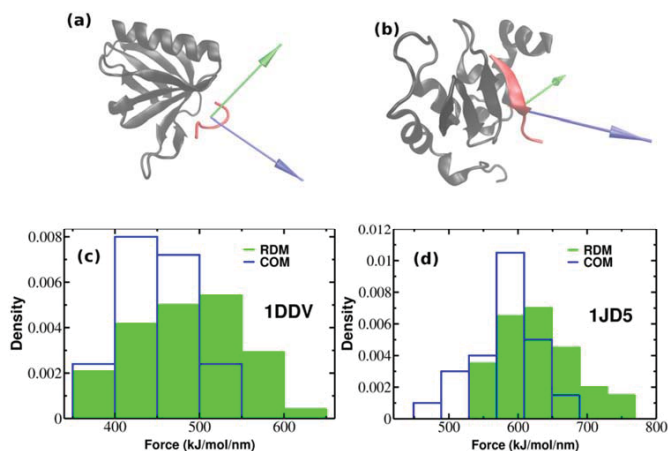 (a)
(b)
(c)
RDM
COM
1DDV
Density
0.008
0.006
0.004
0.002
0
400
500
600
Force (kJ/mol/nm)
(d)
RDM
COM
1JD5
Density
0.012
0.01
0.008
0.006
0.004
0.002
0
500
600
700
800
Force (kJ/mol/nm)